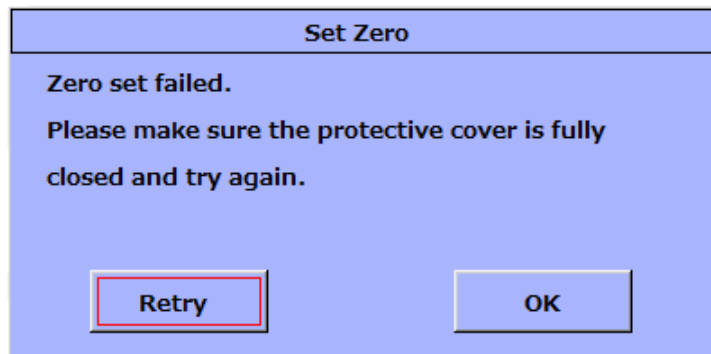 Set Zero
Zero set failed.
Please make sure the protective cover is fully
closed and try again.
Retry
OK